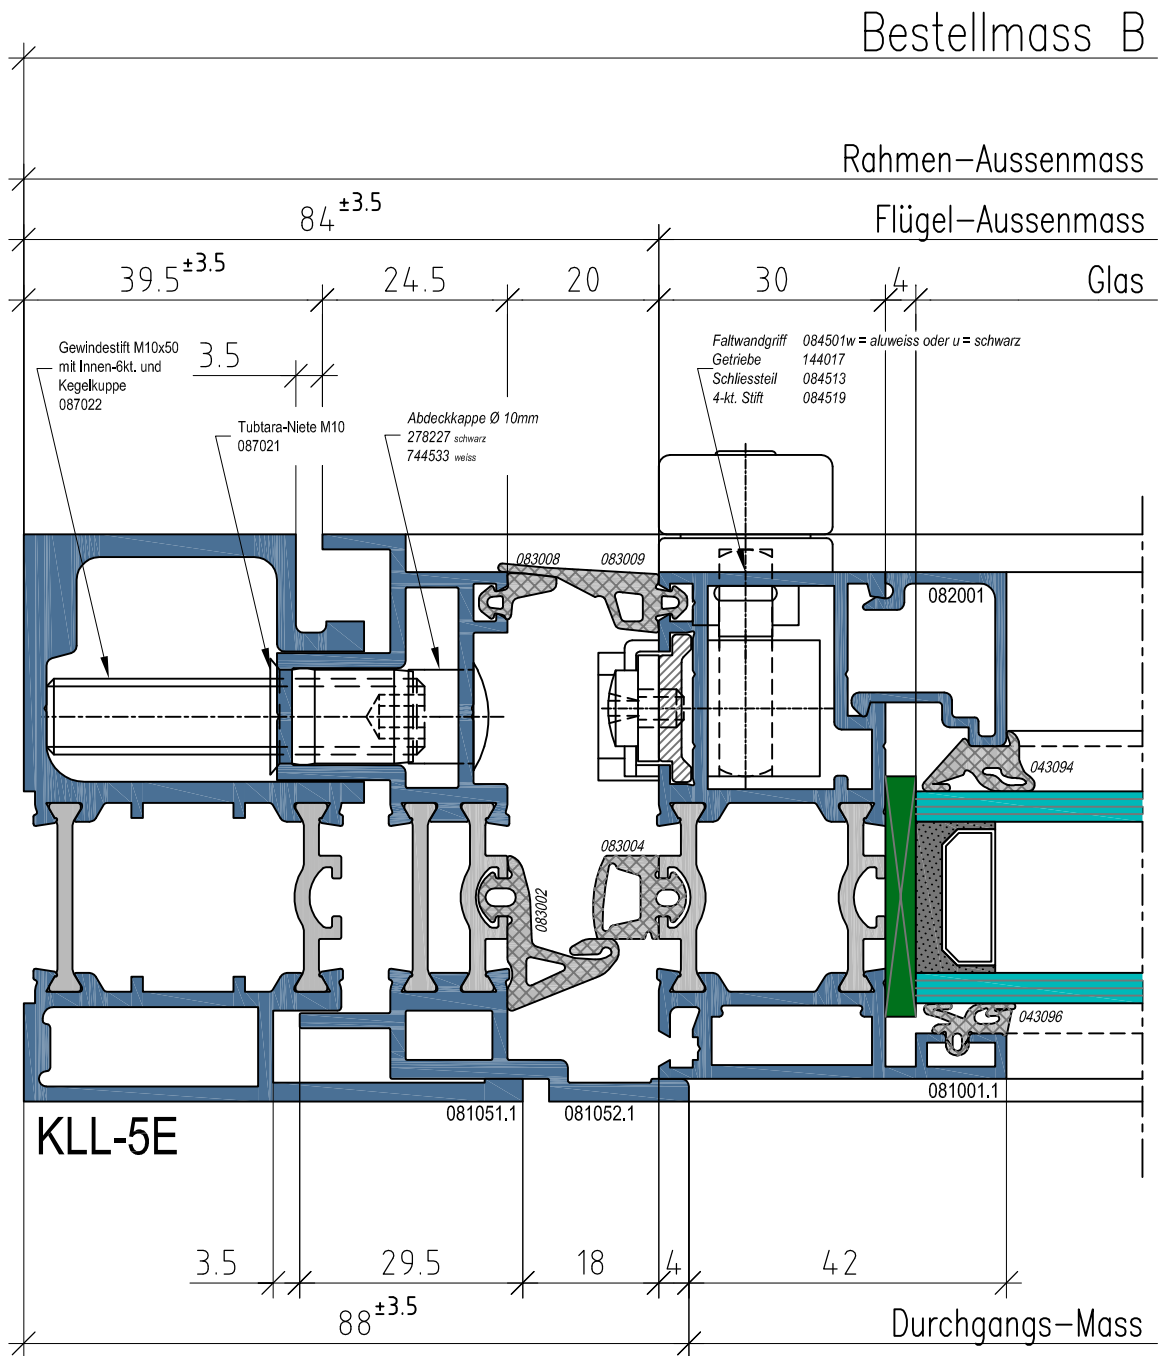 Bestellmass B
Rahmen-Aussenmass
84 ±3.5
Flügel-Aussenmass
39.5 ±3.5
24.5
20
30
4
Glas
Gewindestift M10x50
mit Innen-6kt. und
Kegelkuppe
087022
3.5
Tubtara-Niete M10
087021
Abdeckkappe Ø 10mm
278227 schwarz
744533 weiss
Faltwandgriff 084501w = aluweiss oder u = schwarz
Getriebe 144017
Schliessteil 084513
4-kt. Stift 084519
083008
083009
082001
043094
083004
083002
043096
081051.1
081052.1
081001.1
KLL-5E
3.5
29.5
18
4
42
88 ±3.5
Durchgangs-Mass